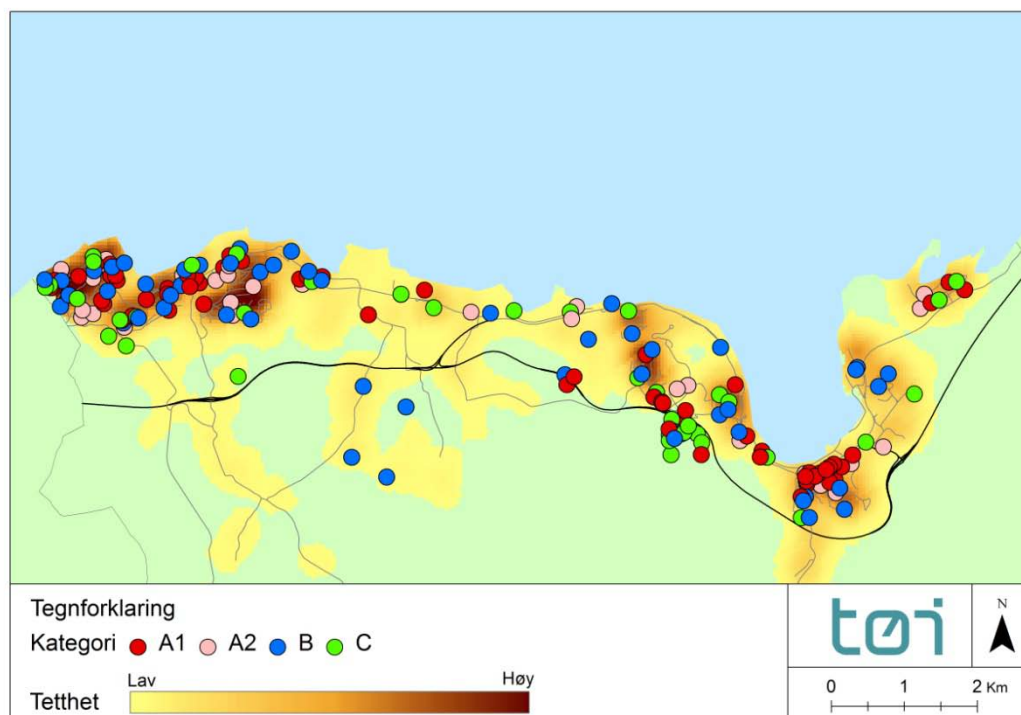 Tegnforklaring
Kategori A1 A2 B C
Lav Høy
Tetthet
tøi
N
0 1 2 Km